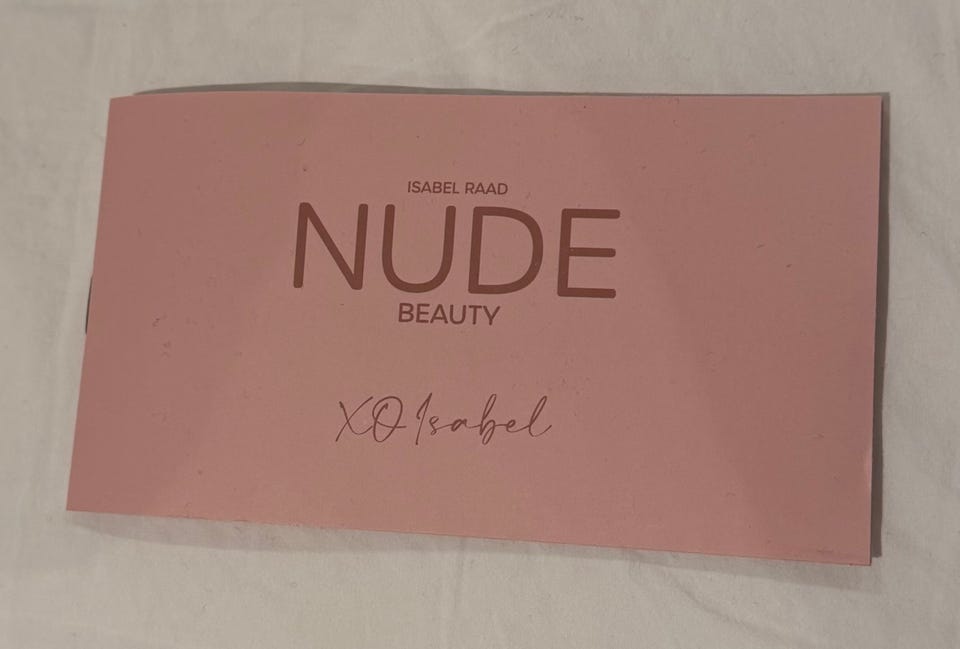 ISABEL RAAD
NUDE
BEAUTY
XO Isabel